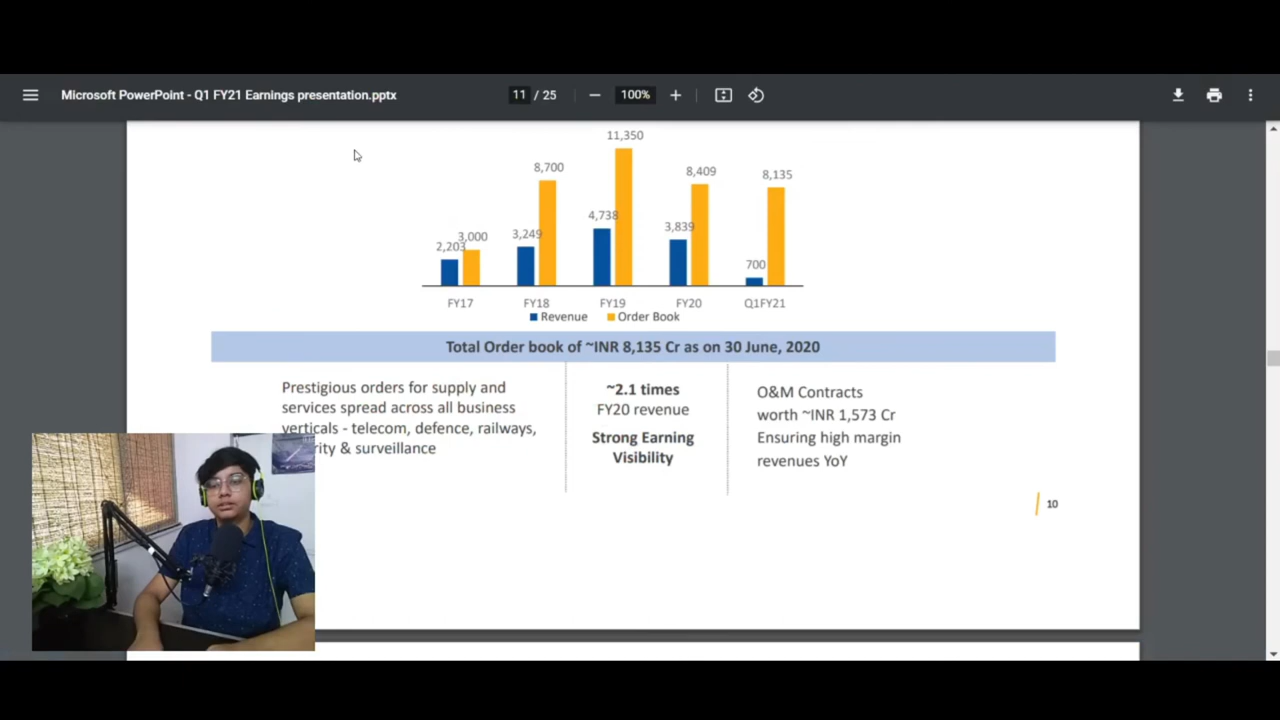 Microsoft PowerPoint - Q1 FY21 Earnings presentation.pptx
11 / 25
100%
11,350
8,700
8,409
8,135
4,738
3,839
3,249
3,000
2,203
700
FY17 FY18 FY19 FY20 Q1FY21
Revenue Order Book
Total Order book of ~INR 8,135 Cr as on 30 June, 2020
Prestigious orders for supply and
services spread across all business
verticals - telecom, defence, railways,
& surveillance
~2.1 times
FY20 revenue
Strong Earning
Visibility
O&M Contracts
worth ~INR 1,573 Cr
Ensuring high margin
revenues YoY
10